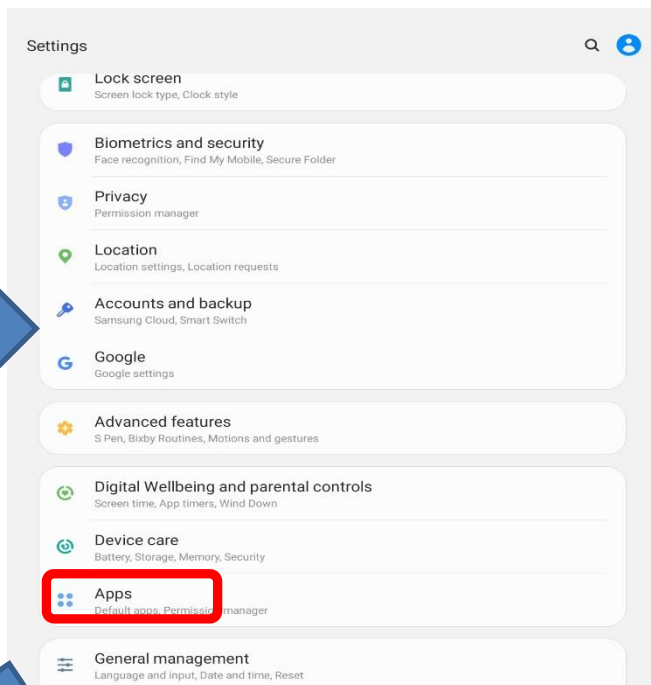 Settings
Lock screen
Screen lock type, Clock style
Biometrics and security
Face recognition, Find My Mobile, Secure Folder
Privacy
Permission manager
Location
Location settings, Location requests
Accounts and backup
Samsung Cloud, Smart Switch
Google
Google settings
Advanced features
S Pen, Bixby Routines, Motions and gestures
Digital Wellbeing and parental controls
Screen time, App timers, Wind Down
Device care
Battery, Storage, Memory, Security
Apps
Default apps, Permission manager
General management
Language and input, Date and time, Reset